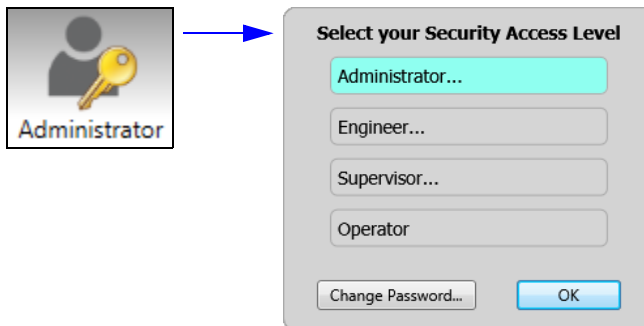 Administrator
Select your Security Access Level
Administrator...
Engineer...
Supervisor...
Operator
Change Password...
OK